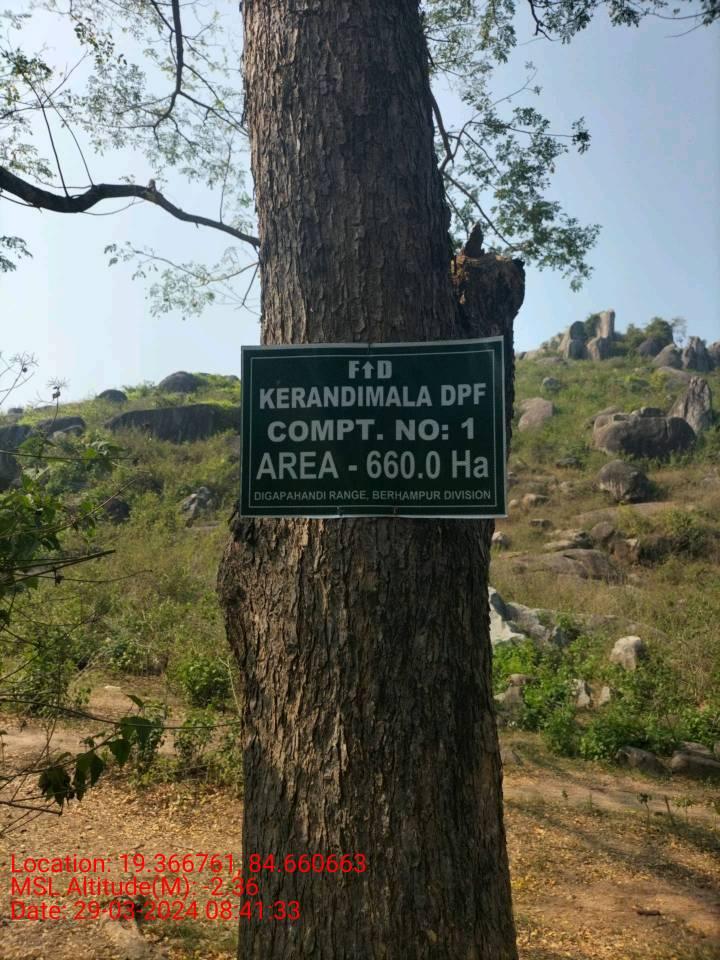 F↑D
KERANDIMALA DPF
COMPT. NO: 1
AREA - 660.0 Ha
DIGAPAHANDI RANGE, BERHAMPUR DIVISION
Location: 19.366761, 84.660663
MSL Altitude(M): -2.36
Date: 29-03-2024 08:41:33